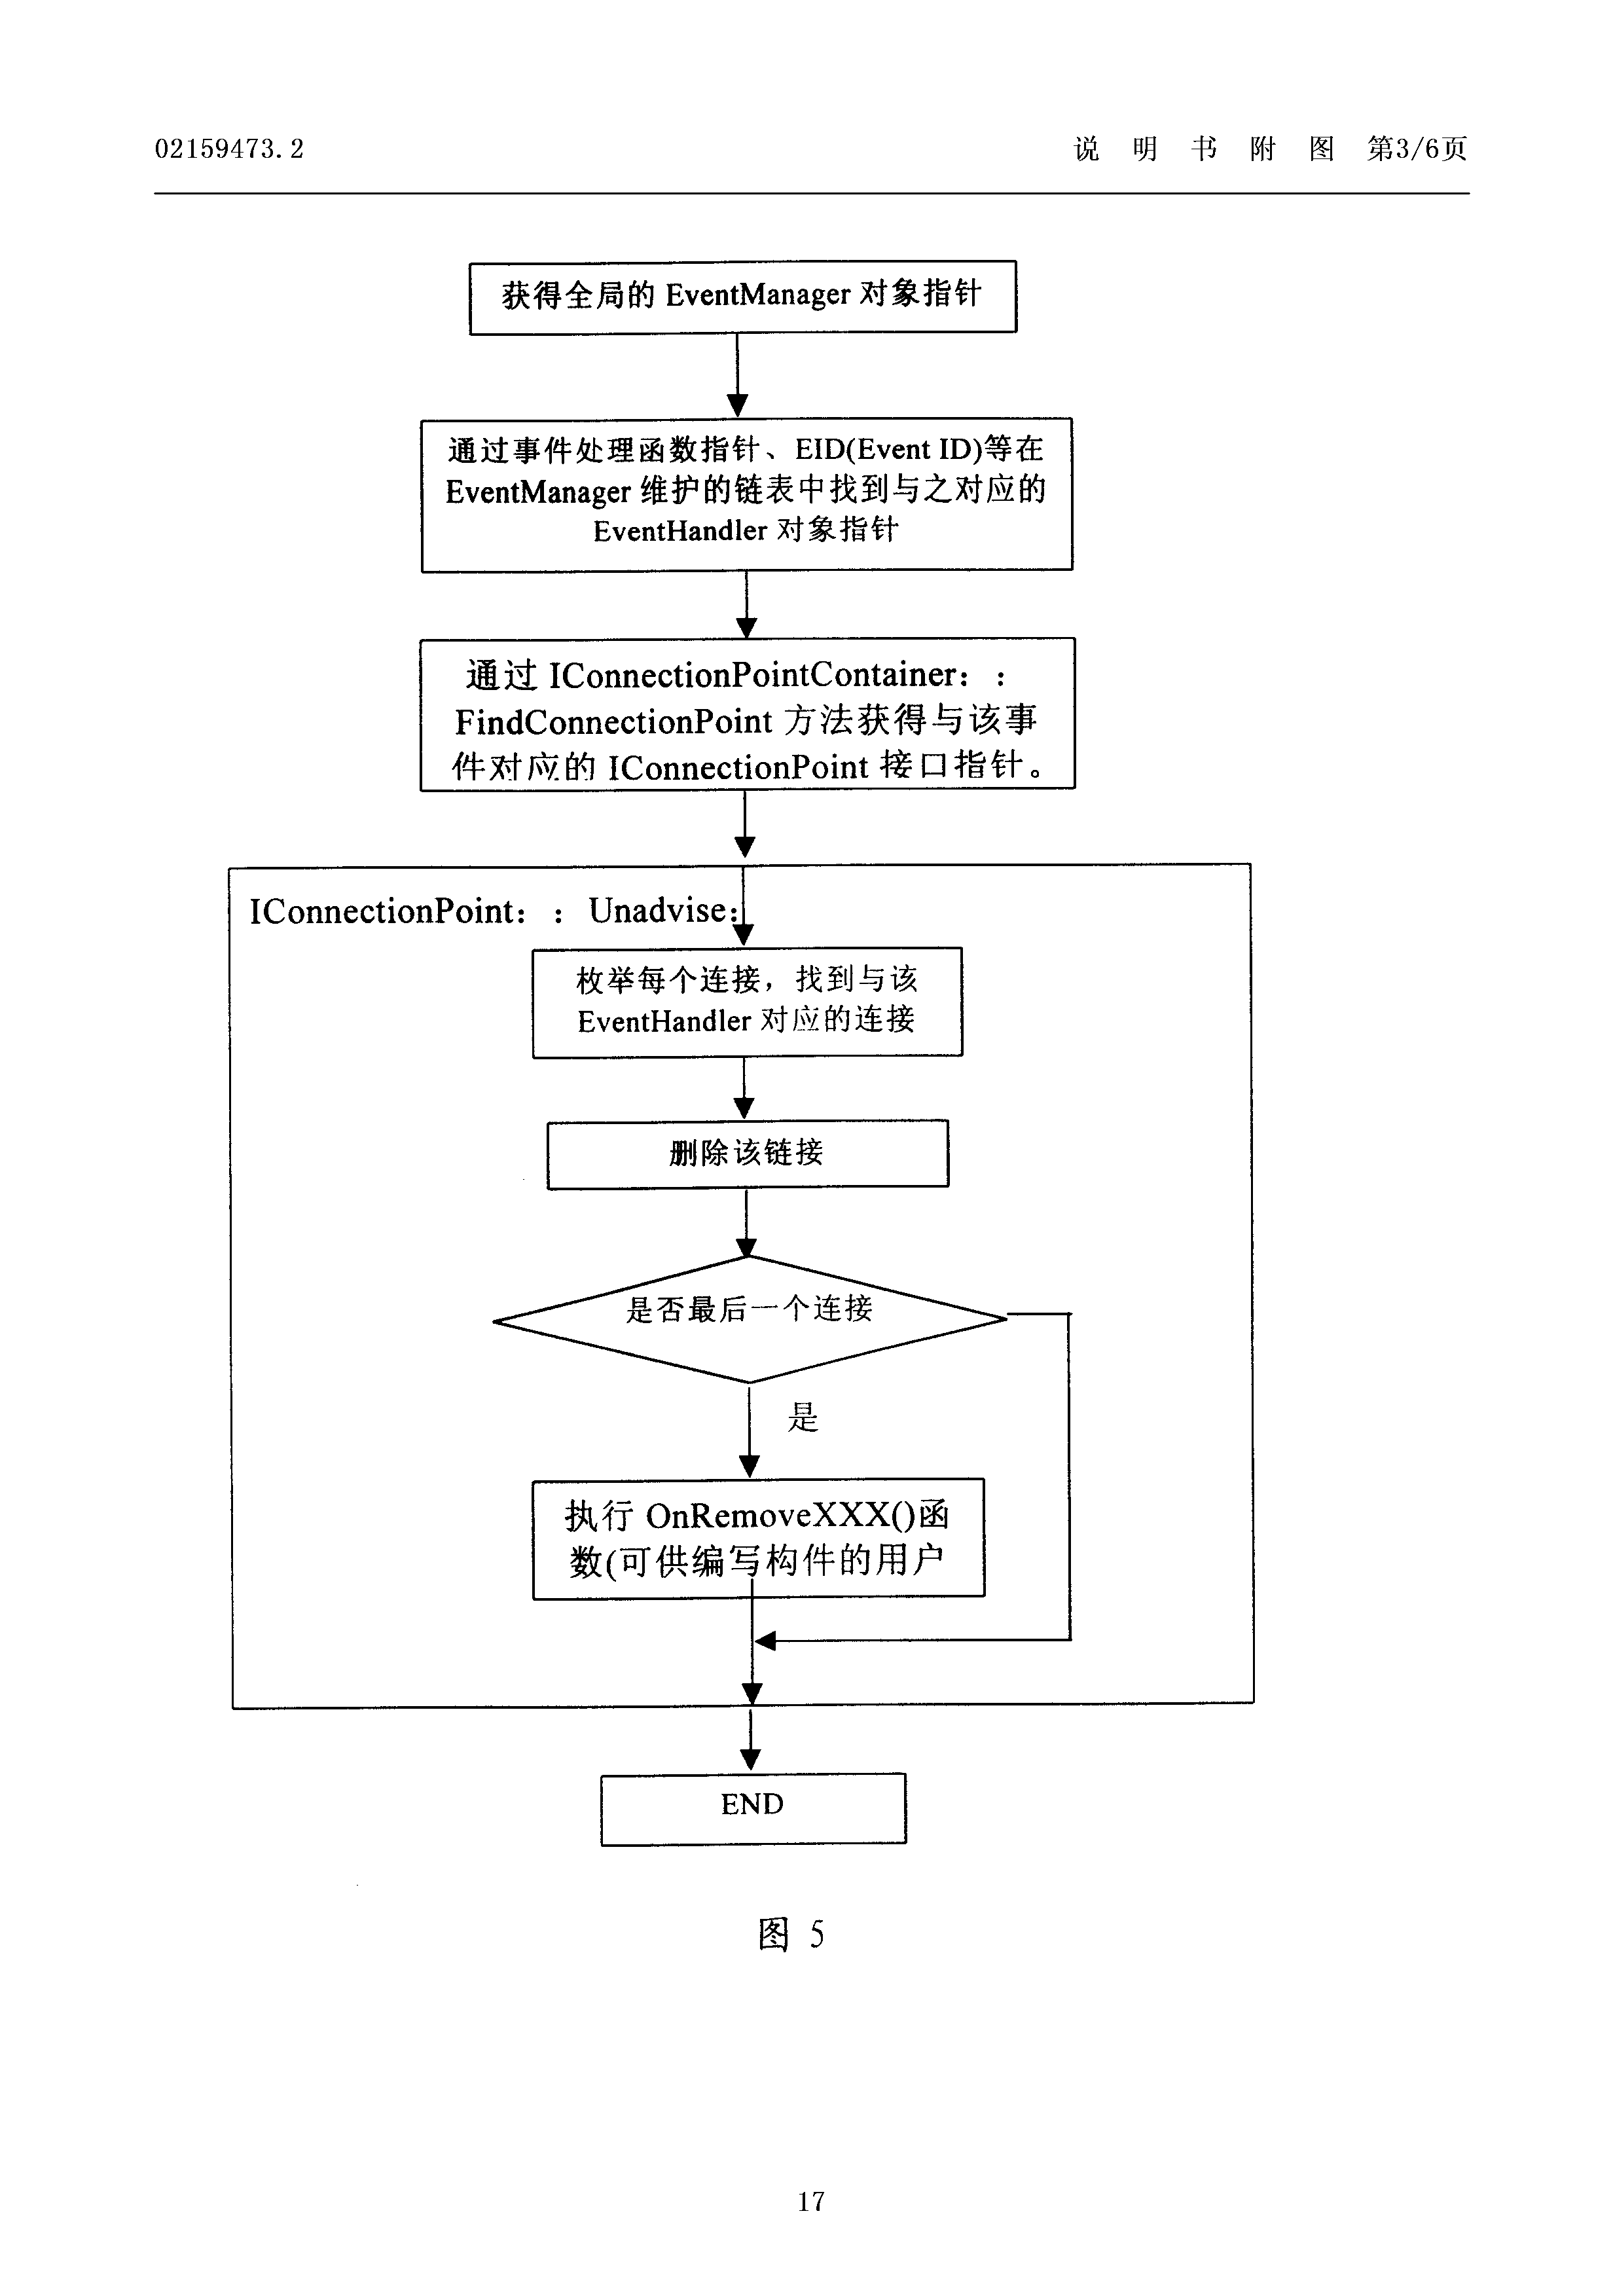 02159473.2
说 明 书 附 图 第3/6页
获得全局的 EventManager 对象指针
通过事件处理函数指针、EID(Event ID)等在
EventManager 维护的链表中找到与之对应的
EventHandler 对象指针
通过 IConnectionPointContainer: :
FindConnectionPoint 方法获得与该事
件对应的 IConnectionPoint 接口指针。
IConnectionPoint: : Unadvise:
枚举每个连接，找到与该
EventHandler 对应的连接
删除该链接
是否最后一个连接
是
执行 OnRemoveXXX()函
数(可供编写构件的用户
END
图 5
17